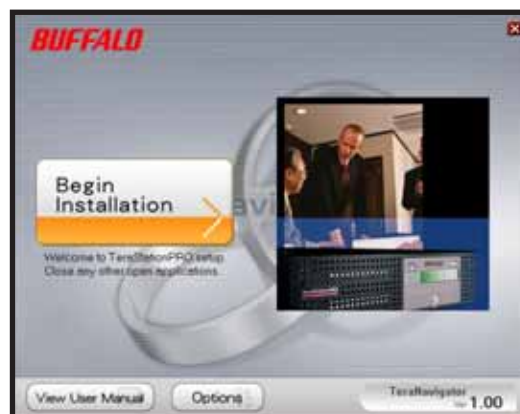 BUFFALO
Begin
Installation
Welcome to TeraStationPRO setup.
Close any other open applications.
View User Manual
Options
TeraNavigator
Ver 1.00